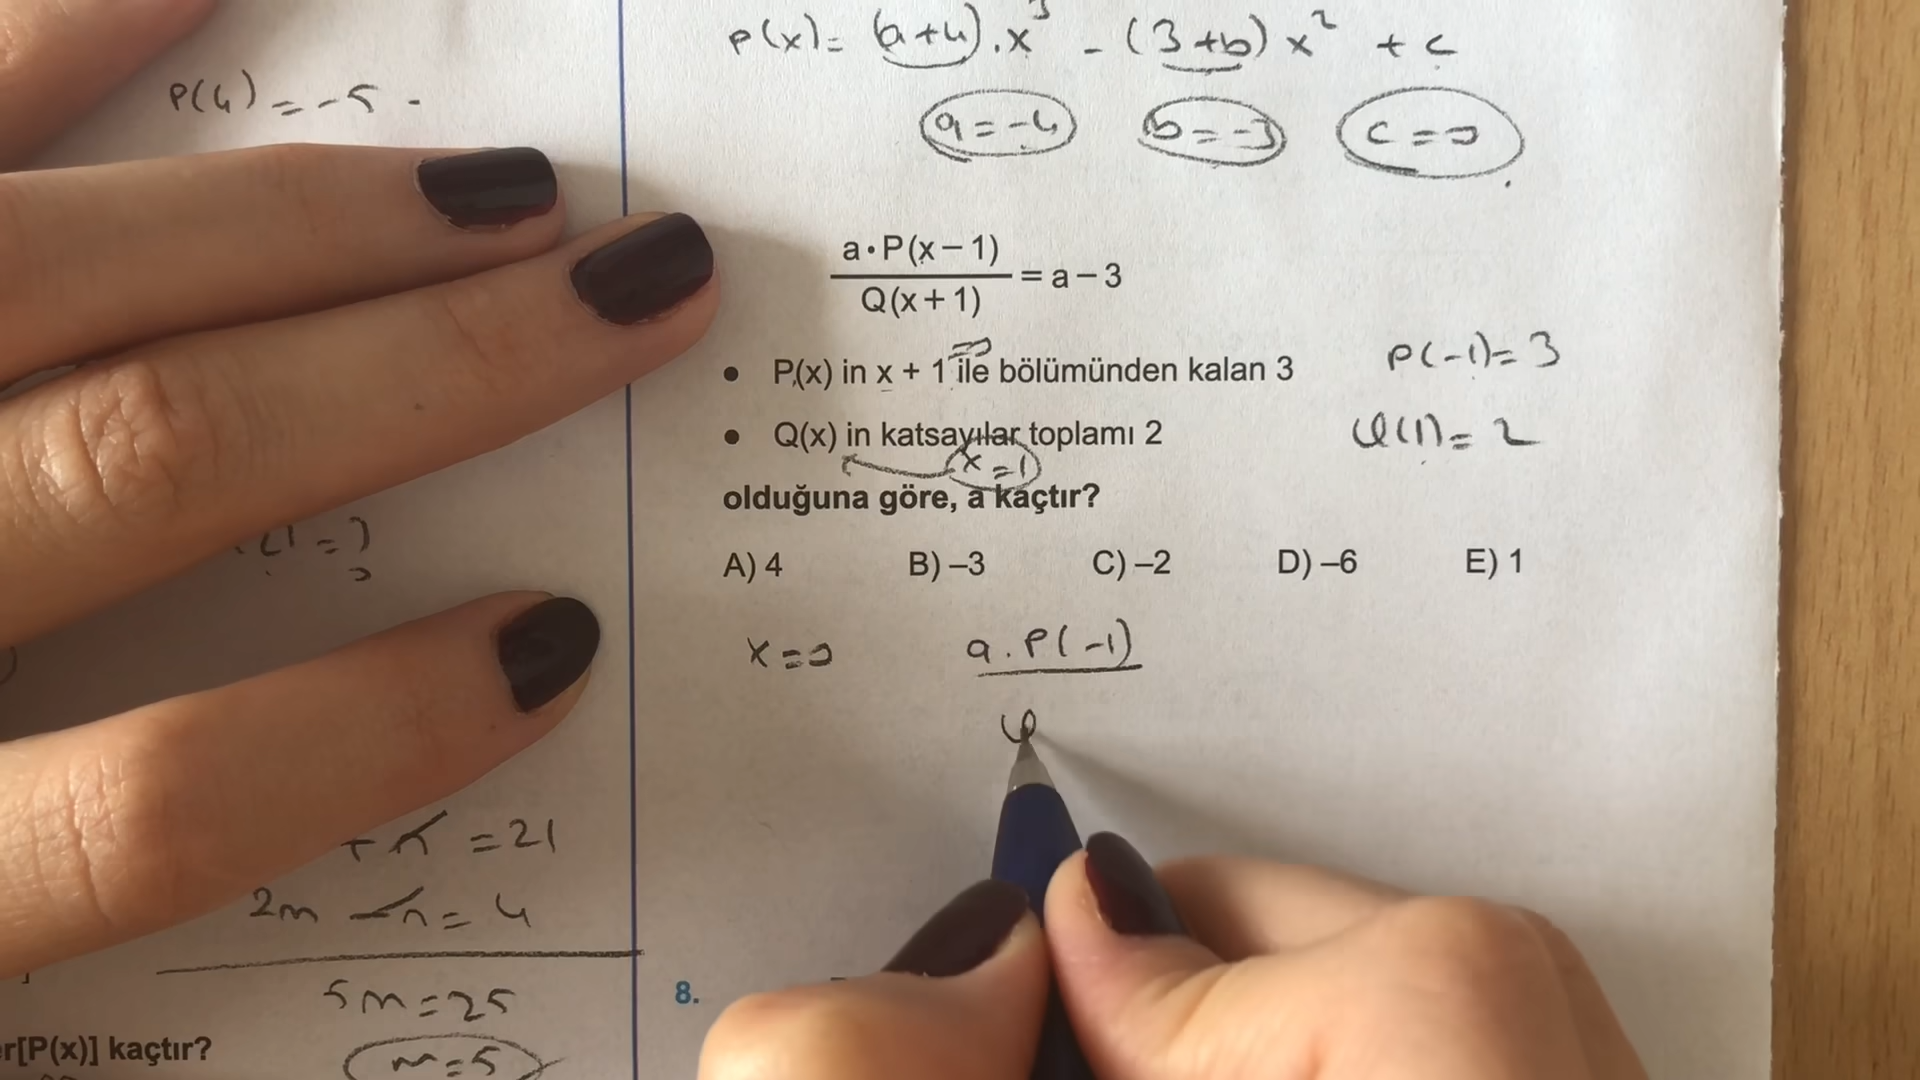 P(4) = -5
P(x) = (a+4).x³ - (3+b) x² + c
a = -4 b = -3 c = 0
a • P(x – 1)
Q(x + 1)
= a – 3
• P(x) in x + 1 ile bölümünden kalan 3
=0
P(-1) = 3
• Q(x) in katsayılar toplamı 2
Q(1) = 2
x = 1
olduğuna göre, a kaçtır?
A) 4 B) –3 C) –2 D) –6 E) 1
x = 0
a . P(-1)
Q
= 21
2m - n = 4
5m = 25
m = 5
r[P(x)] kaçtır?
8.